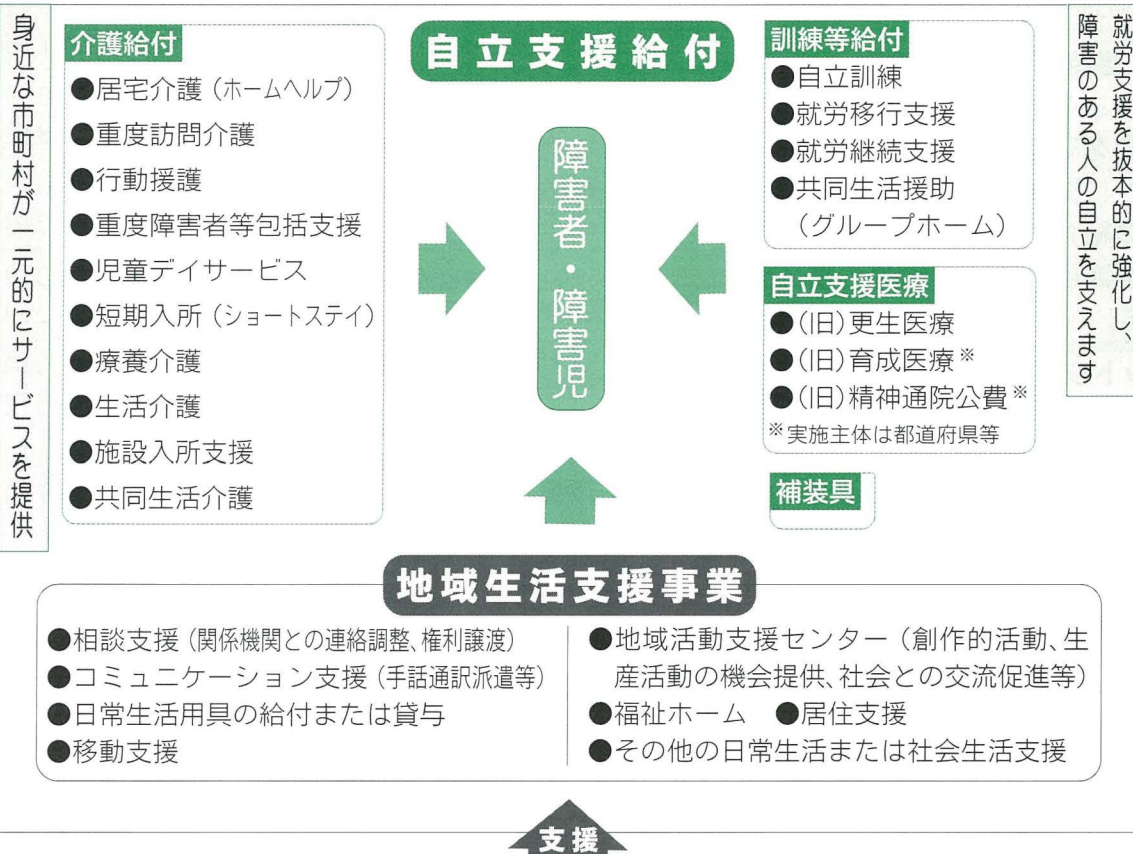 身近な市町村が一元的にサービスを提供
自立支援給付
介護給付
●居宅介護（ホームヘルプ）
●重度訪問介護
●行動援護
●重度障害者等包括支援
●児童デイサービス
●短期入所（ショートステイ）
●療養介護
●生活介護
●施設入所支援
●共同生活介護
障害者・障害児
訓練等給付
●自立訓練
●就労移行支援
●就労継続支援
●共同生活援助
（グループホーム）
自立支援医療
●(旧)更生医療
●(旧)育成医療※
●(旧)精神通院公費※
※実施主体は都道府県等
補装具
就労支援を抜本的に強化し、
障害のある人の自立を支えます
地域生活支援事業
●相談支援（関係機関との連絡調整、権利譲渡）
●コミュニケーション支援（手話通訳派遣等）
●日常生活用具の給付または貸与
●移動支援
●地域活動支援センター（創作的活動、生
産活動の機会提供、社会との交流促進等）
●福祉ホーム　●居住支援
●その他の日常生活または社会生活支援
支援